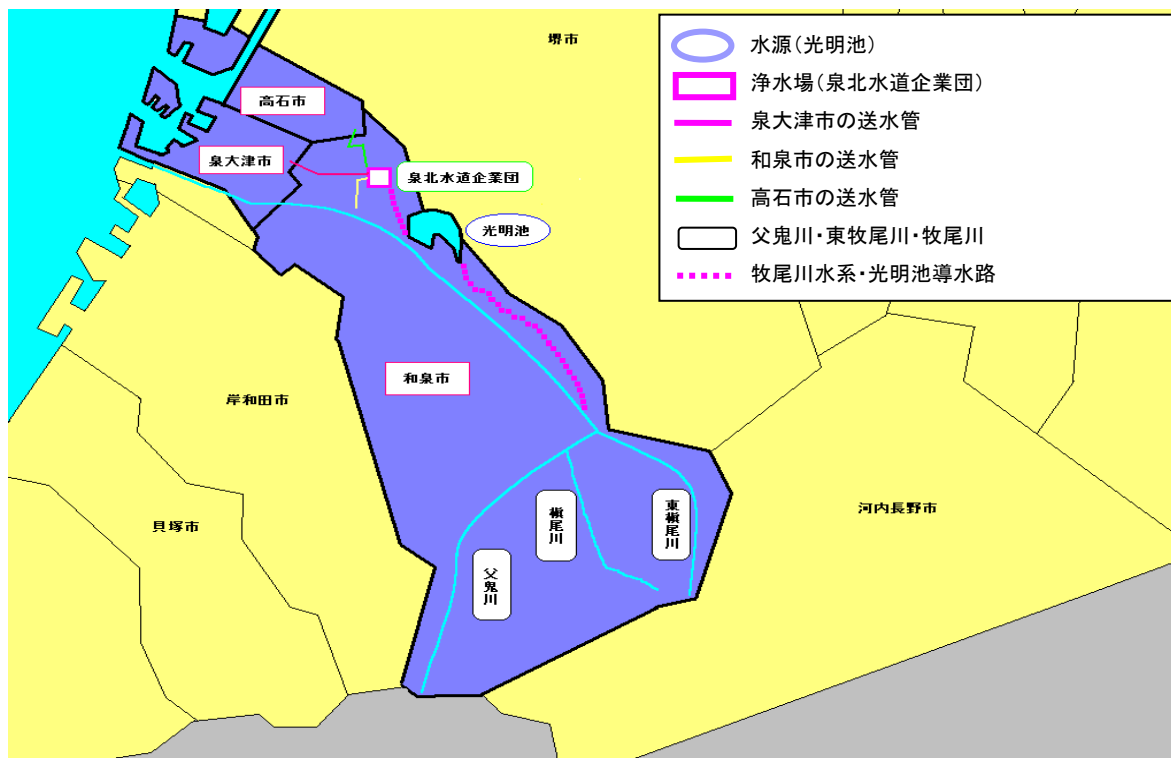 堺市
高石市
泉大津市
泉北水道企業団
光明池
和泉市
岸和田市
貝塚市
河内長野市
父鬼川
槇尾川
東槇尾川
水源(光明池)
浄水場(泉北水道企業団)
泉大津市の送水管
和泉市の送水管
高石市の送水管
父鬼川・東牧尾川・牧尾川
牧尾川水系・光明池導水路